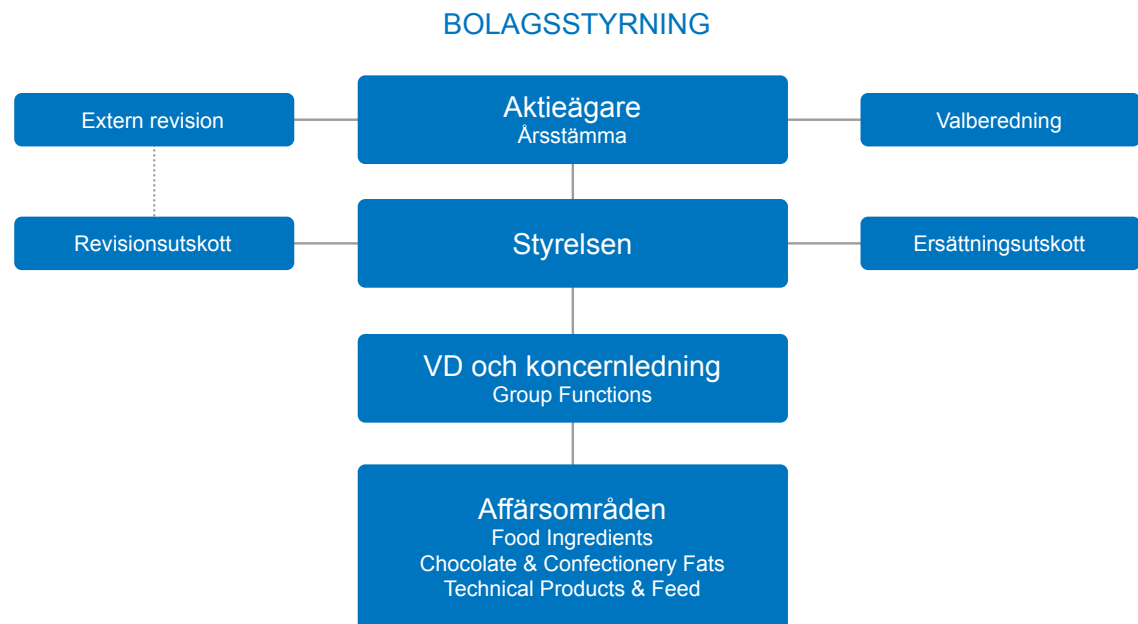 BOLAGSSTYRNING
Extern revision
Aktieägare
Årsstämma
Valberedning
Revisionsutskott
Styrelsen
Ersättningsutskott
VD och koncernledning
Group Functions
Affärsområden
Food Ingredients
Chocolate & Confectionery Fats
Technical Products & Feed